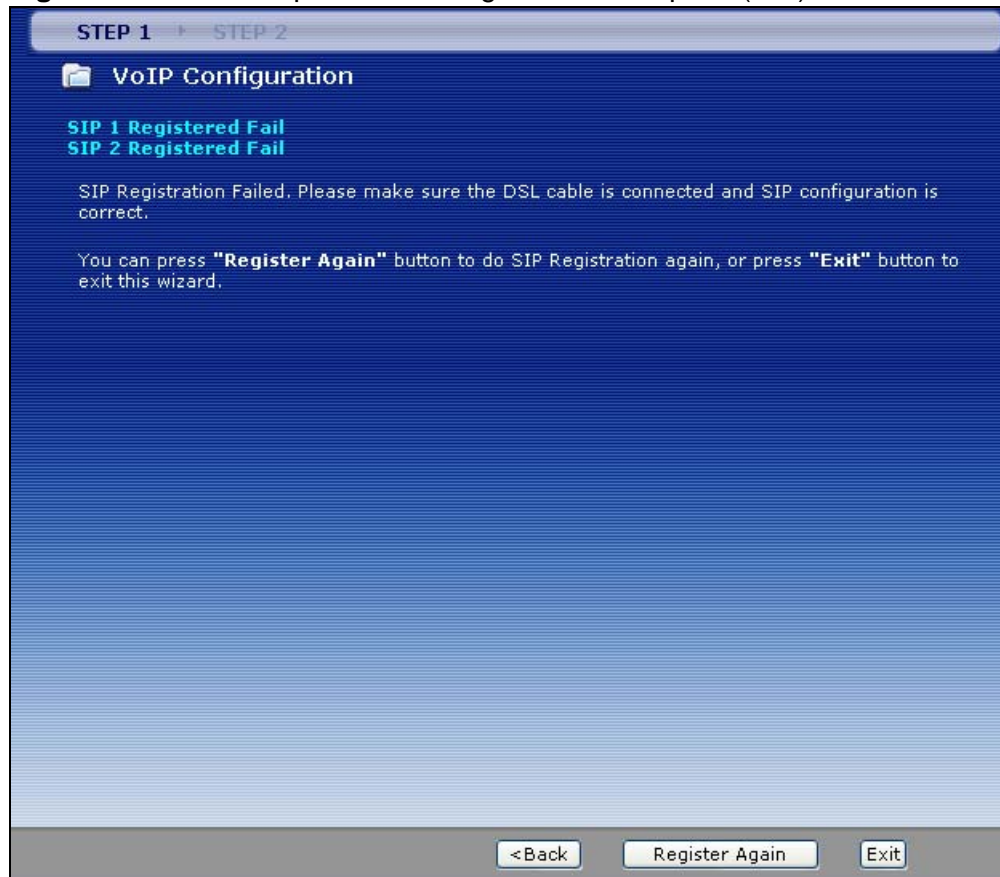 STEP 1 STEP 2
VoIP Configuration
SIP 1 Registered Fail
SIP 2 Registered Fail
SIP Registration Failed. Please make sure the DSL cable is connected and SIP configuration is
correct.
You can press "Register Again" button to do SIP Registration again, or press "Exit" button to
exit this wizard.
<Back Register Again Exit